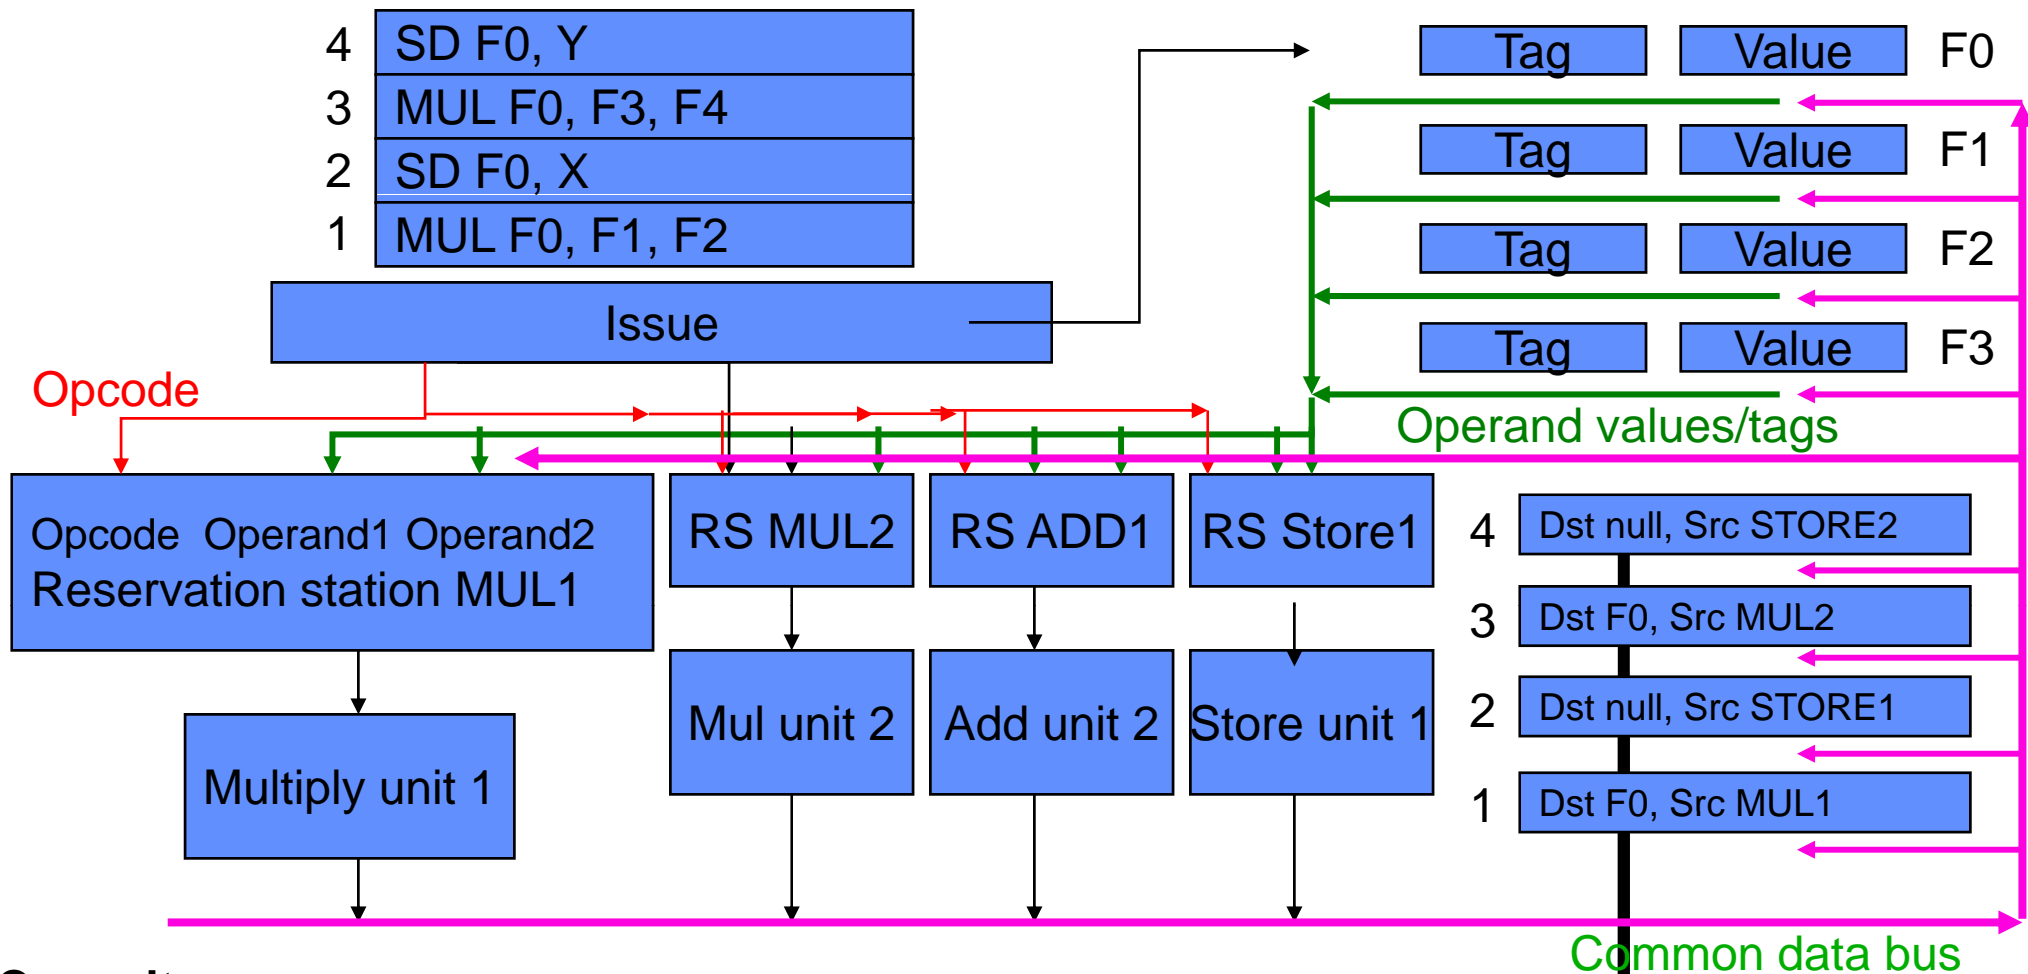 4 SD F0, Y
3 MUL F0, F3, F4
2 SD F0, X
1 MUL F0, F1, F2
Issue
Tag Value F0
Tag Value F1
Tag Value F2
Tag Value F3
Opcode
Operand values/tags
Opcode Operand1 Operand2
Reservation station MUL1
RS MUL2
RS ADD1
RS Store1
Multiply unit 1
Mul unit 2
Add unit 2
Store unit 1
4 Dst null, Src STORE2
3 Dst F0, Src MUL2
2 Dst null, Src STORE1
1 Dst F0, Src MUL1
Common data bus